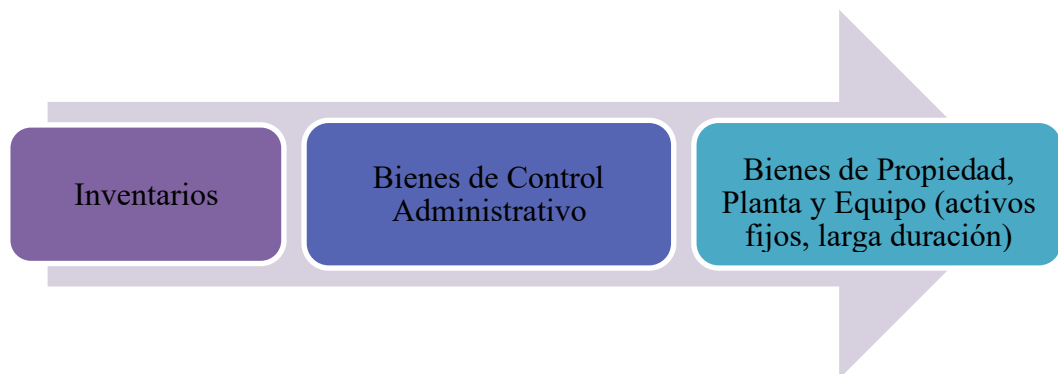 Inventarios
Bienes de Control
Administrativo
Bienes de Propiedad,
Planta y Equipo (activos
fijos, larga duración)